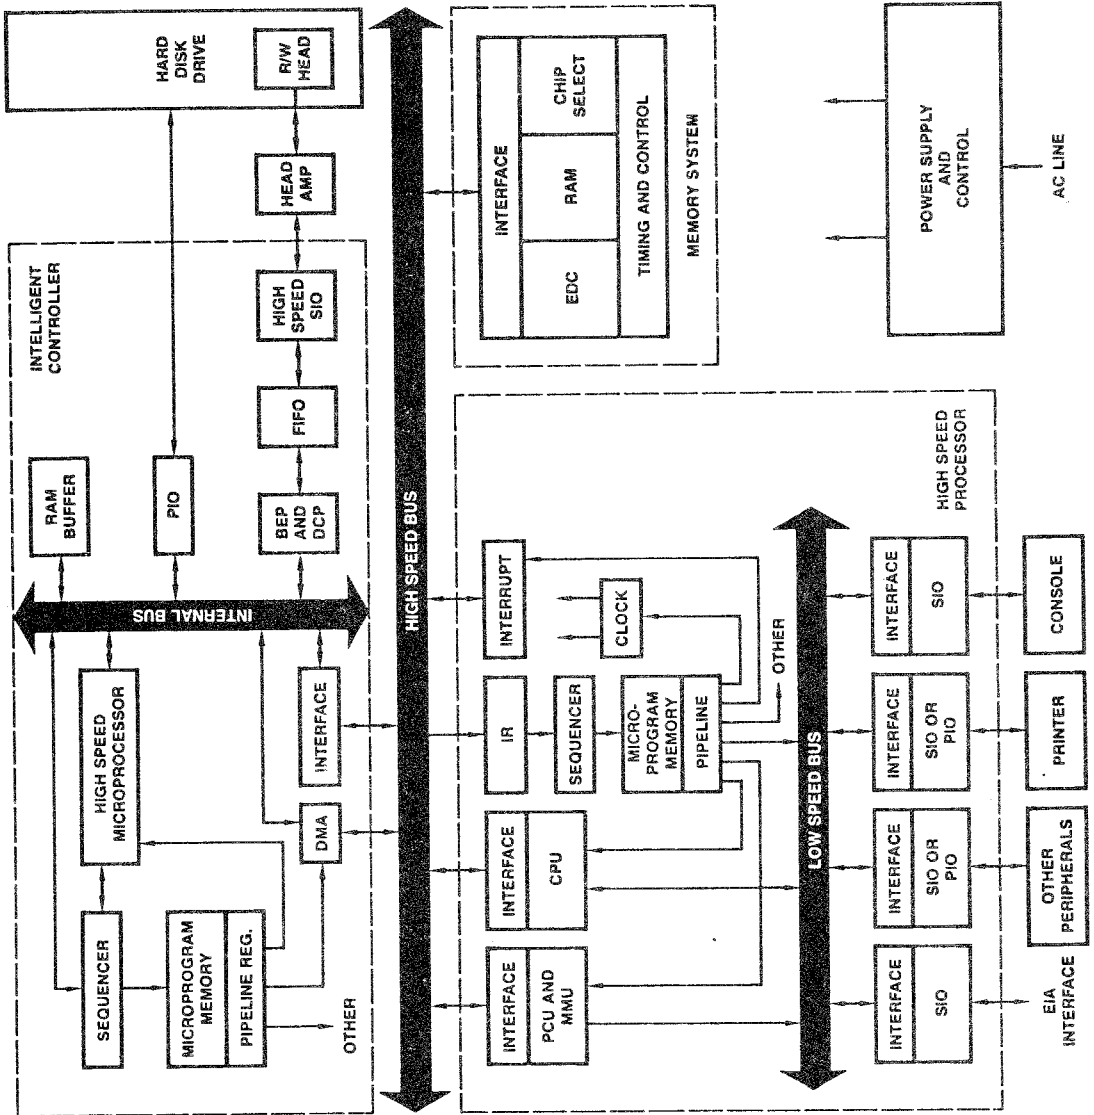 INTELLIGENT
CONTROLLER
SEQUENCER
MICROPROGRAM
MEMORY
PIPELINE REG.
OTHER
HIGH SPEED
MICROPROCESSOR
DMA
INTERFACE
INTERNAL BUS
RAM
BUFFER
PIO
BEP
AND
DCP
FIFO
HIGH
SPEED
SIO
HEAD
AMP
HARD
DISK
DRIVE
R/W
HEAD
HIGH SPEED BUS
INTERFACE
PCU AND
MMU
INTERFACE
CPU
IR
SEQUENCER
MICRO-
PROGRAM
MEMORY
PIPELINE
INTERRUPT
CLOCK
OTHER
LOW SPEED BUS
HIGH SPEED
PROCESSOR
INTERFACE
SIO
EIA
INTERFACE
INTERFACE
SIO OR
PIO
OTHER
PERIPHERALS
INTERFACE
SIO OR
PIO
PRINTER
INTERFACE
SIO
CONSOLE
INTERFACE
EDC
RAM
CHIP
SELECT
TIMING AND CONTROL
MEMORY SYSTEM
POWER SUPPLY
AND
CONTROL
AC LINE